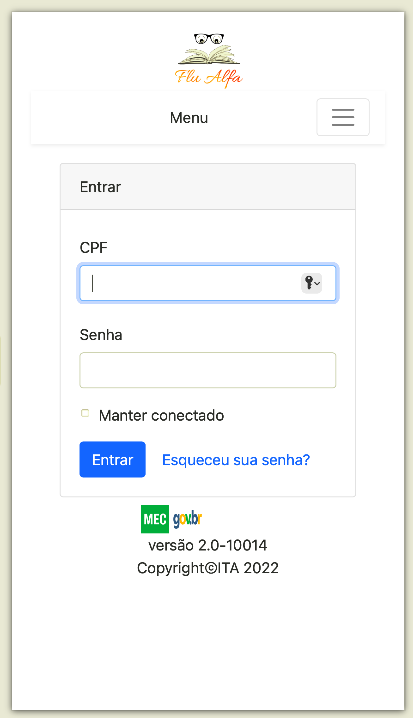 Flu Alfa
Menu
Entrar
CPF
Senha
Manter conectado
Entrar Esqueceu sua senha?
MEC gov.br
versão 2.0-10014
Copyright©ITA 2022